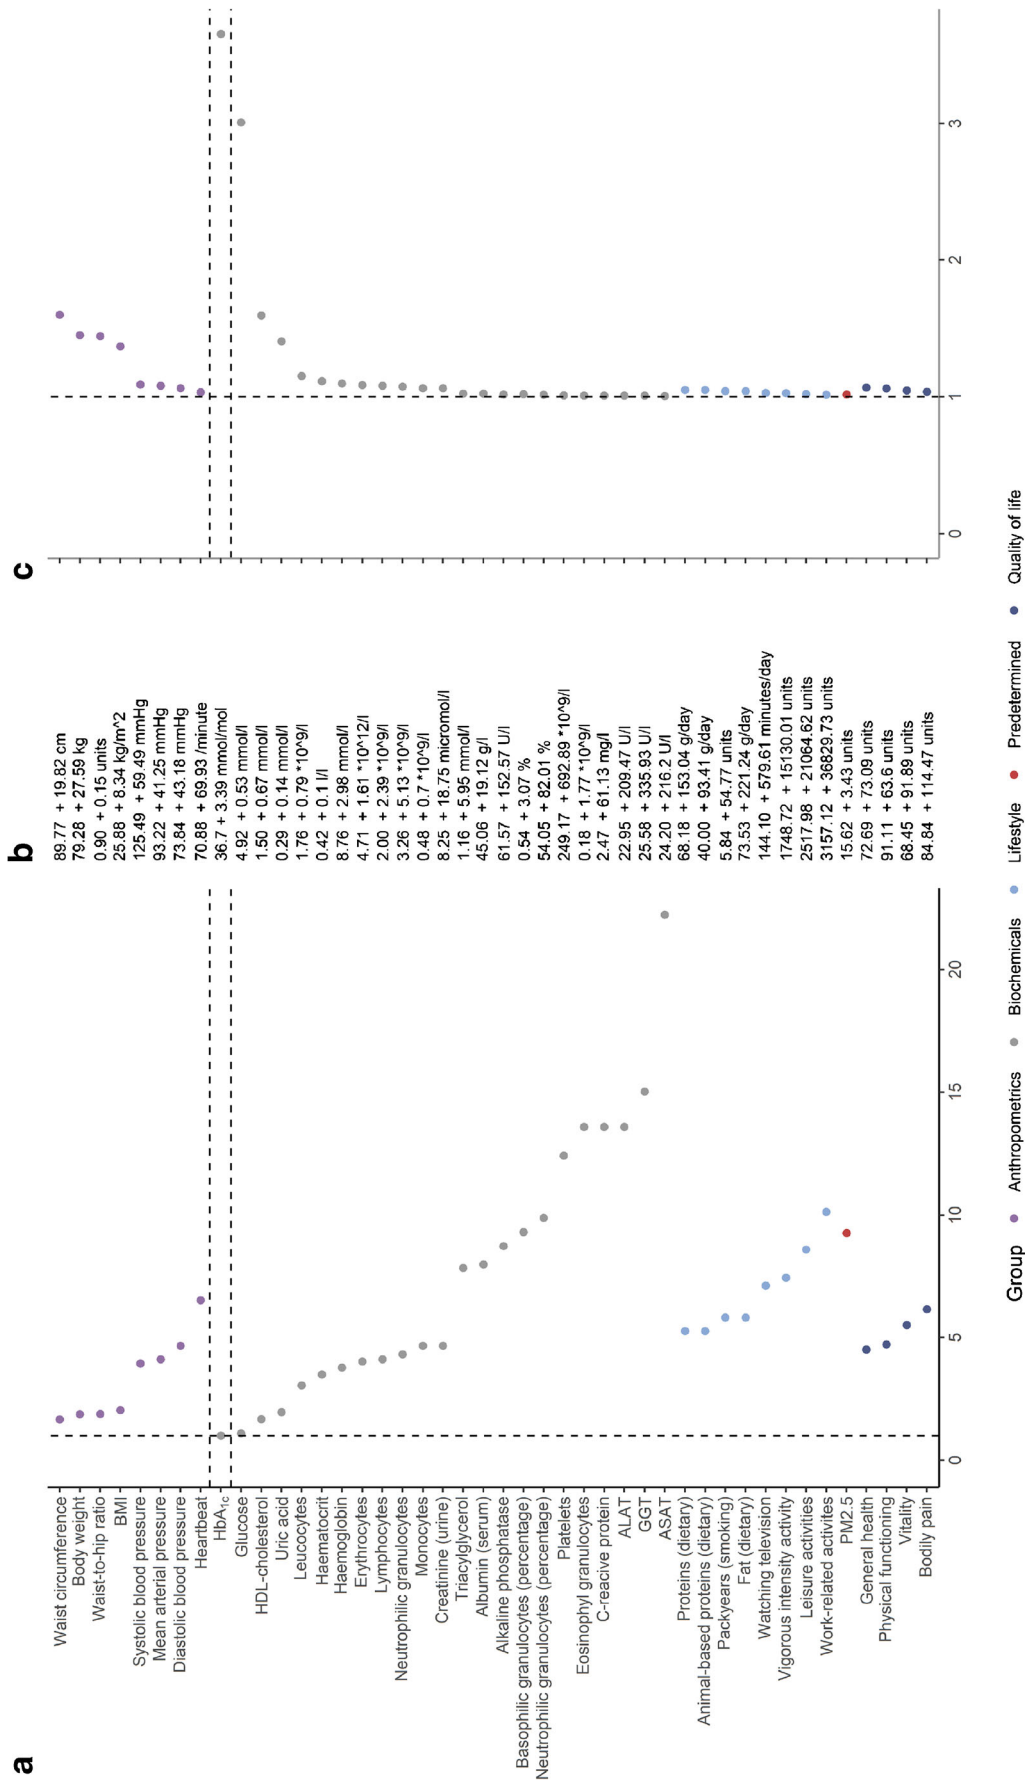 a
b
c
Waist circumference
Body weight
Waist-to-hip ratio
BMI
Systolic blood pressure
Mean arterial pressure
Diastolic blood pressure
Heartbeat
HbA1c
Glucose
HDL-cholesterol
Uric acid
Leucocytes
Haematocrit
Haemoglobin
Erythrocytes
Lymphocytes
Neutrophilic granulocytes
Monocytes
Creatinine (urine)
Triacylglycerol
Albumin (serum)
Alkaline phosphatase
Basophilic granulocytes (percentage)
Neutrophilic granulocytes (percentage)
Platelets
Eosinophyl granulocytes
C-reacive protein
ALAT
GGT
ASAT
Proteins (dietary)
Animal-based proteins (dietary)
Packyears (smoking)
Fat (dietary)
Watching television
Vigorous intensity activity
Leisure activities
Work-related activites
PM2.5
General health
Physical functioning
Vitality
Bodily pain
0 5 10 15 20
89.77 + 19.82 cm
79.28 + 27.59 kg
0.90 + 0.15 units
25.88 + 8.34 kg/m^2
125.49 + 59.49 mmHg
93.22 + 41.25 mmHg
73.84 + 43.18 mmHg
70.88 + 69.93 /minute
36.7 + 3.39 mmol/mol
4.92 + 0.53 mmol/l
1.50 + 0.67 mmol/l
0.29 + 0.14 mmol/l
1.76 + 0.79 *10^9/l
0.42 + 0.1 l/l
8.76 + 2.98 mmol/l
4.71 + 1.61 *10^12/l
2.00 + 2.39 *10^9/l
3.26 + 5.13 *10^9/l
0.48 + 0.7 *10^9/l
8.25 + 18.75 micromol/l
1.16 + 5.95 mmol/l
45.06 + 19.12 g/l
61.57 + 152.57 U/l
0.54 + 3.07 %
54.05 + 82.01 %
249.17 + 692.89 *10^9/l
0.18 + 1.77 *10^9/l
2.47 + 61.13 mg/l
22.95 + 209.47 U/l
25.58 + 335.93 U/l
24.20 + 216.2 U/l
68.18 + 153.04 g/day
40.00 + 93.41 g/day
5.84 + 54.77 units
73.53 + 221.24 g/day
144.10 + 579.61 minutes/day
1748.72 + 15130.01 units
2517.98 + 21064.62 units
3157.12 + 36829.73 units
15.62 + 3.43 units
72.69 + 73.09 units
91.11 + 63.6 units
68.45 + 91.89 units
84.84 + 114.47 units
0 1 2 3
Group Anthropometrics Biochemicals Lifestyle Predetermined Quality of life